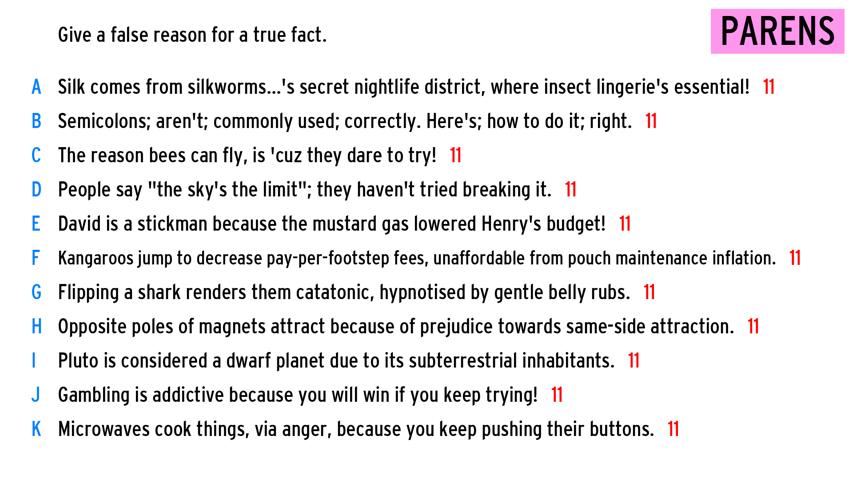 Give a false reason for a true fact.
PARENS
A Silk comes from silkworms...'s secret nightlife district, where insect lingerie's essential! 11
B Semicolons; aren't; commonly used; correctly. Here's; how to do it; right. 11
C The reason bees can fly, is 'cuz they dare to try! 11
D People say "the sky's the limit"; they haven't tried breaking it. 11
E David is a stickman because the mustard gas lowered Henry's budget! 11
F Kangaroos jump to decrease pay-per-footstep fees, unaffordable from pouch maintenance inflation. 11
G Flipping a shark renders them catatonic, hypnotised by gentle belly rubs. 11
H Opposite poles of magnets attract because of prejudice towards same-side attraction. 11
I Pluto is considered a dwarf planet due to its subterrestrial inhabitants. 11
J Gambling is addictive because you will win if you keep trying! 11
K Microwaves cook things, via anger, because you keep pushing their buttons. 11